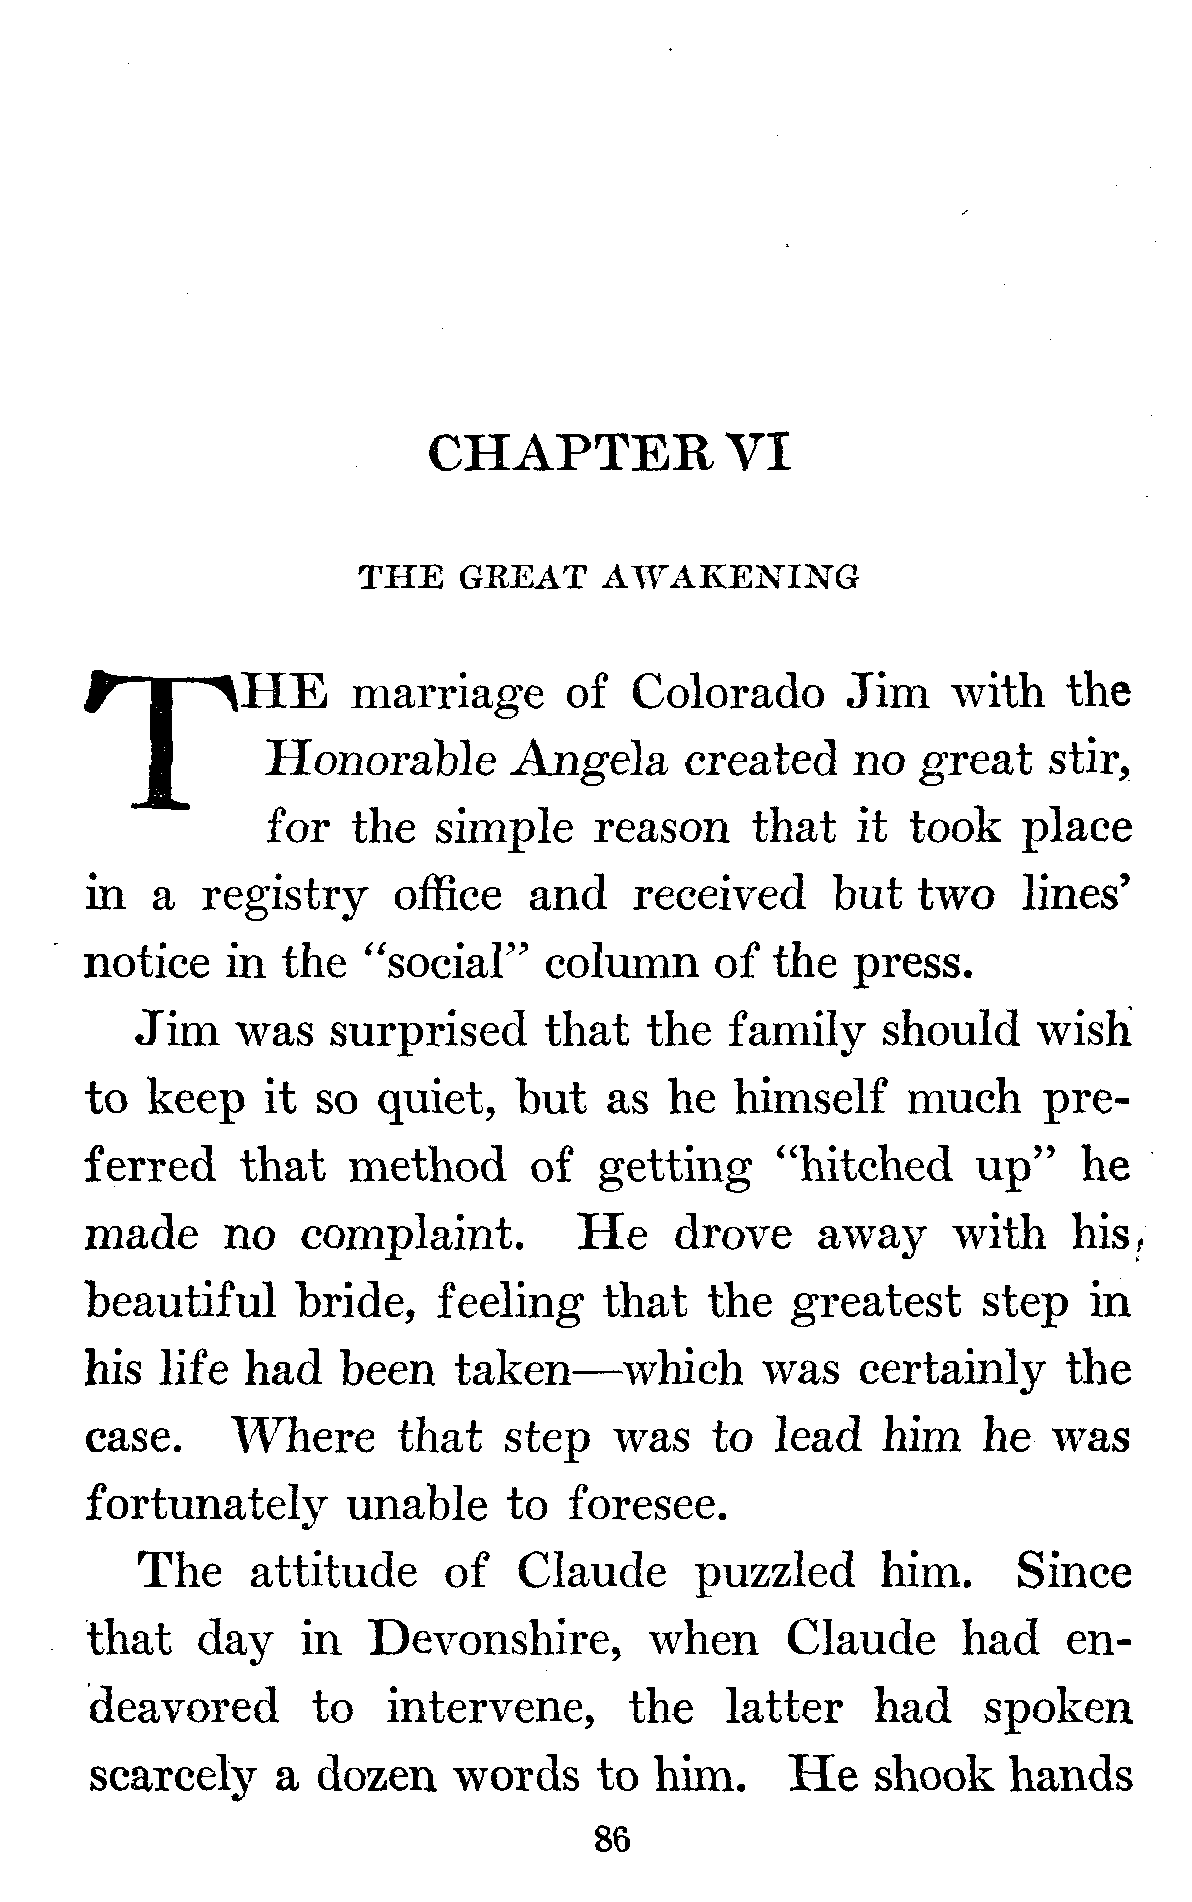 CHAPTER VI
THE GREAT AWAKENING
THE marriage of Colorado Jim with the
Honorable Angela created no great stir,
for the simple reason that it took place
in a registry office and received but two lines’
notice in the “social” column of the press.
Jim was surprised that the family should wish
to keep it so quiet, but as he himself much pre-
ferred that method of getting “hitched up” he
made no complaint. He drove away with his
beautiful bride, feeling that the greatest step in
his life had been taken—which was certainly the
case. Where that step was to lead him he was
fortunately unable to foresee.
The attitude of Claude puzzled him. Since
that day in Devonshire, when Claude had en-
deavored to intervene, the latter had spoken
scarcely a dozen words to him. He shook hands
86